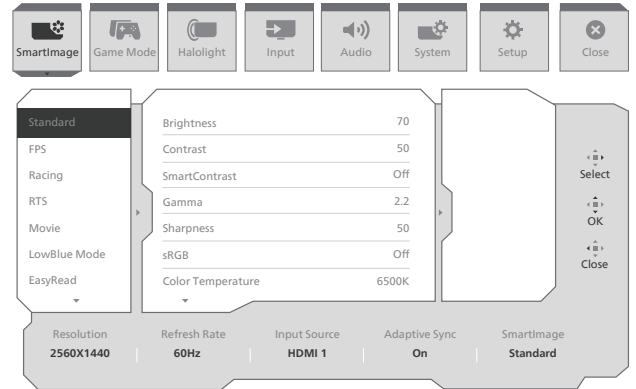 SmartImage Game Mode Halolight Input Audio System Setup Close
Standard
FPS
Racing
RTS
Movie
LowBlue Mode
EasyRead
Brightness 70
Contrast 50
SmartContrast Off
Gamma 2.2
Sharpness 50
sRGB Off
Color Temperature 6500K
Select
OK
Close
Resolution Refresh Rate Input Source Adaptive Sync SmartImage
2560X1440 60Hz HDMI 1 On Standard